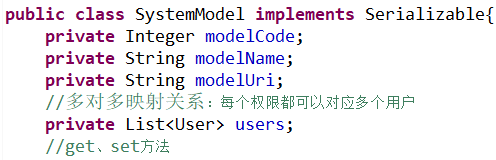 public class SystemModel implements Serializable{
private Integer modelCode;
private String modelName;
private String modelUri;
//多对多映射关系：每个权限都可以对应多个用户
private List<User> users;
//get、set方法